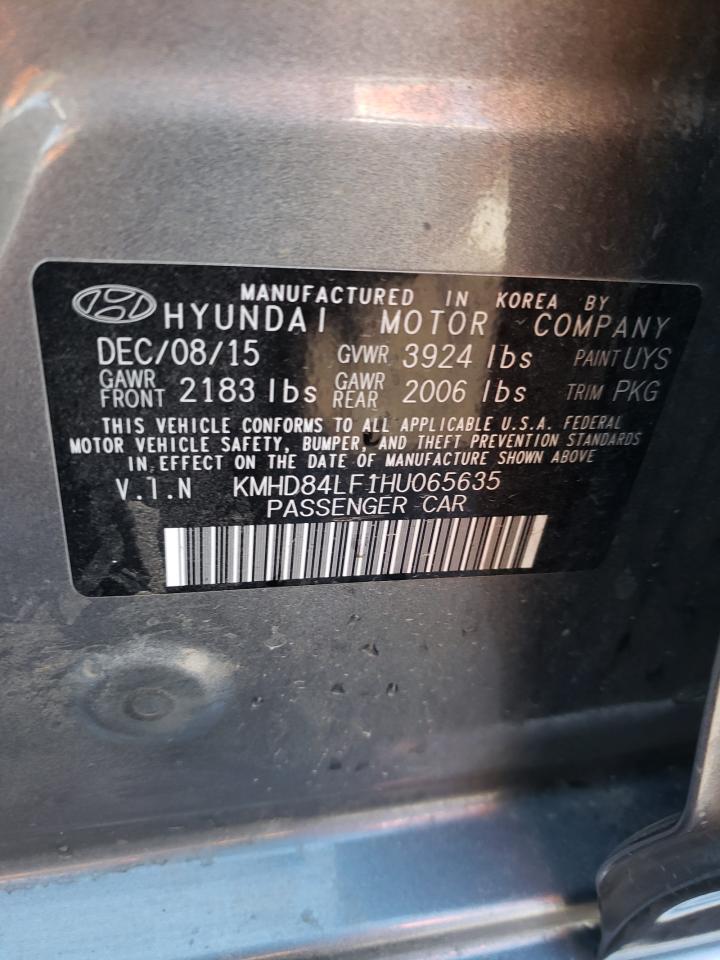 MANUFACTURED IN KOREA BY
HYUNDAI MOTOR COMPANY
DEC/08/15 GVWR 3924 lbs PAINT UYS
GAWR FRONT 2183 lbs GAWR REAR 2006 lbs TRIM PKG
THIS VEHICLE CONFORMS TO ALL APPLICABLE U.S.A. FEDERAL
MOTOR VEHICLE SAFETY, BUMPER, AND THEFT PREVENTION STANDARDS
IN EFFECT ON THE DATE OF MANUFACTURE SHOWN ABOVE
V.I.N KMHD84LF1HU065635
PASSENGER CAR